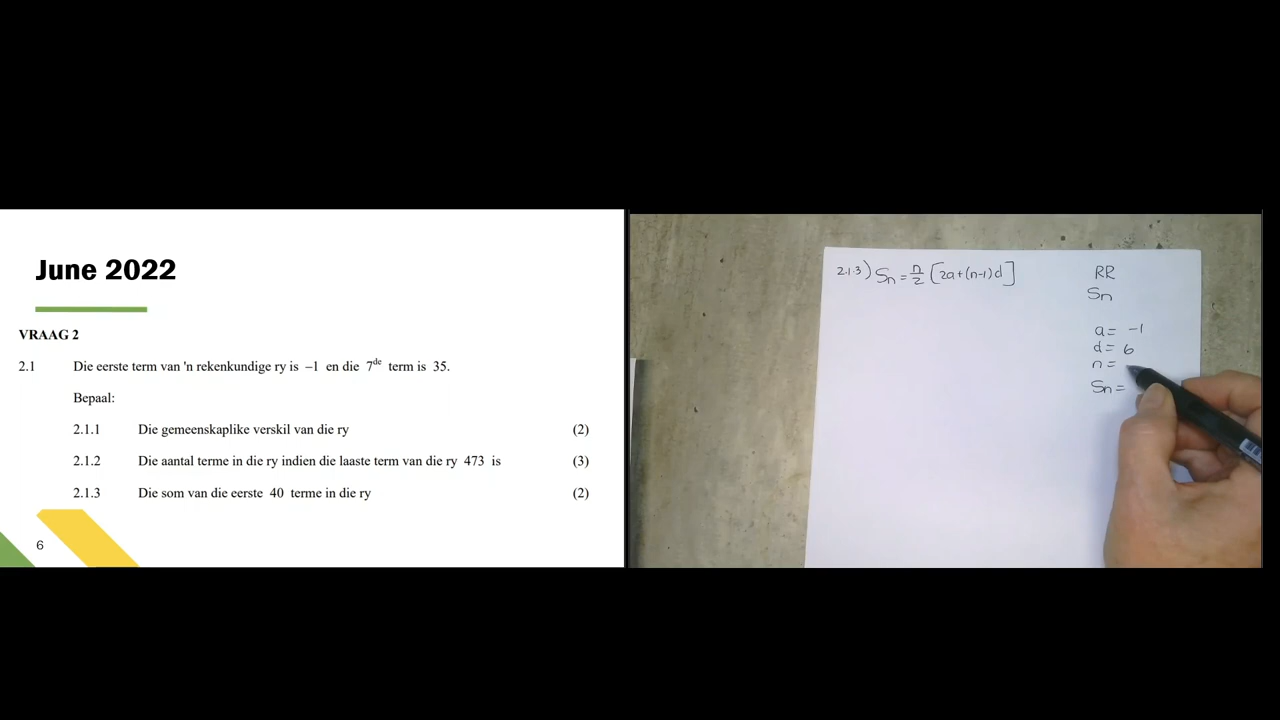 June 2022
VRAAG 2
2.1 Die eerste term van 'n rekenkundige ry is –1 en die 7de term is 35.
Bepaal:
2.1.1 Die gemeenskaplike verskil van die ry (2)
2.1.2 Die aantal terme in die ry indien die laaste term van die ry 473 is (3)
2.1.3 Die som van die eerste 40 terme in die ry (2)
6
2.1.3) Sn = n/2 [2a+(n-1)d]
RR
Sn
a = -1
d = 6
n =
Sn =